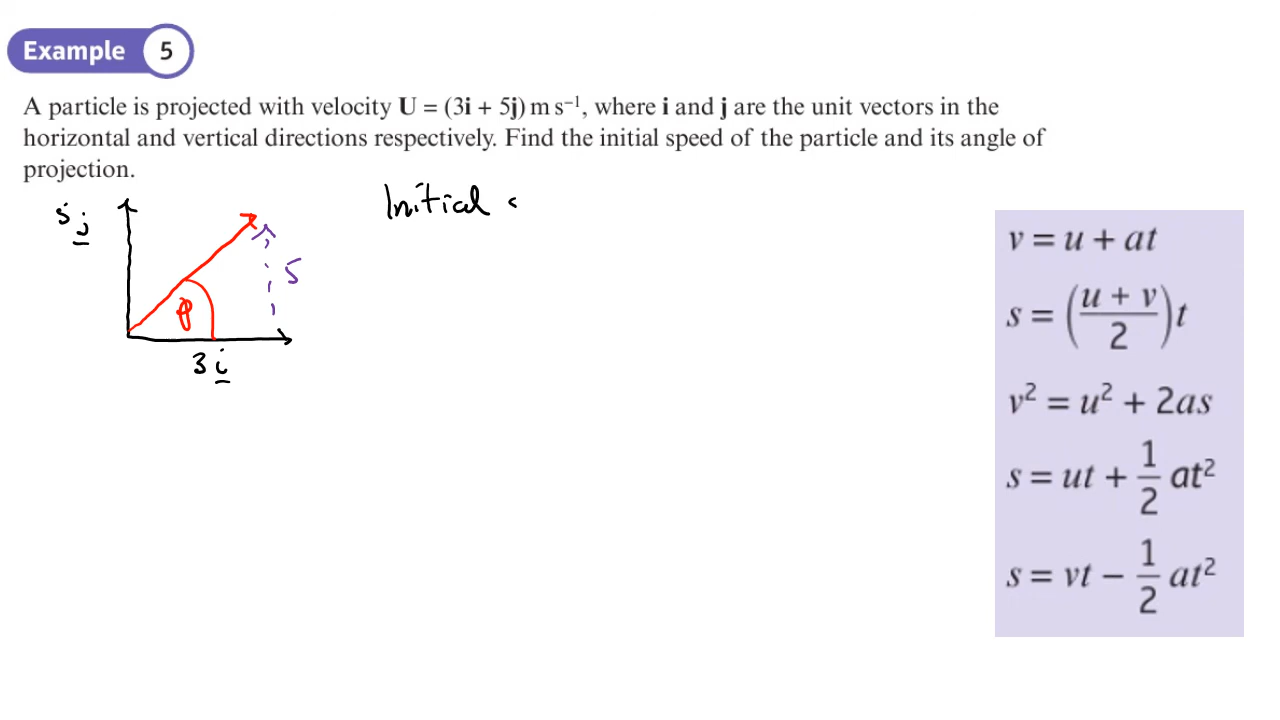 Example 5
A particle is projected with velocity U = (3i + 5j) m s⁻¹, where i and j are the unit vectors in the
horizontal and vertical directions respectively. Find the initial speed of the particle and its angle of
projection.
5j
Initial
5
θ
3i
v = u + at
s = ((u + v)/2)t
v² = u² + 2as
s = ut + 1/2 at²
s = vt − 1/2 at²